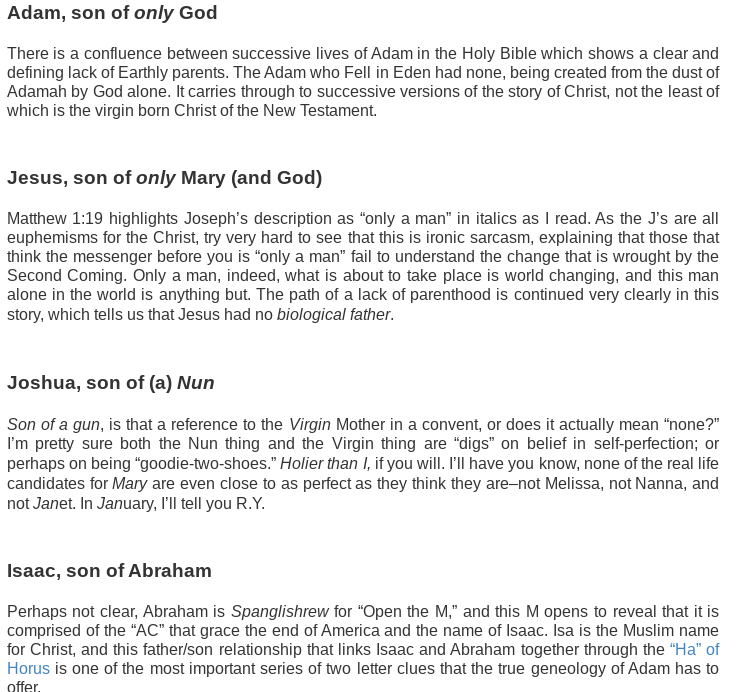 Adam, son of only God
There is a confluence between successive lives of Adam in the Holy Bible which shows a clear and
defining lack of Earthly parents. The Adam who Fell in Eden had none, being created from the dust of
Adamah by God alone. It carries through to successive versions of the story of Christ, not the least of
which is the virgin born Christ of the New Testament.
Jesus, son of only Mary (and God)
Matthew 1:19 highlights Joseph's description as “only a man” in italics as I read. As the J's are all
euphemisms for the Christ, try very hard to see that this is ironic sarcasm, explaining that those that
think the messenger before you is “only a man” fail to understand the change that is wrought by the
Second Coming. Only a man, indeed, what is about to take place is world changing, and this man
alone in the world is anything but. The path of a lack of parenthood is continued very clearly in this
story, which tells us that Jesus had no biological father.
Joshua, son of (a) Nun
Son of a gun, is that a reference to the Virgin Mother in a convent, or does it actually mean “none?”
I'm pretty sure both the Nun thing and the Virgin thing are “digs” on belief in self-perfection; or
perhaps on being “goodie-two-shoes.” Holier than I, if you will. I'll have you know, none of the real life
candidates for Mary are even close to as perfect as they think they are–not Melissa, not Nanna, and
not Janet. In January, I'll tell you R.Y.
Isaac, son of Abraham
Perhaps not clear, Abraham is Spanglishrew for “Open the M,” and this M opens to reveal that it is
comprised of the “AC” that grace the end of America and the name of Isaac. Isa is the Muslim name
for Christ, and this father/son relationship that links Isaac and Abraham together through the “Ha” of
Horus is one of the most important series of two letter clues that the true geneology of Adam has to
offer.